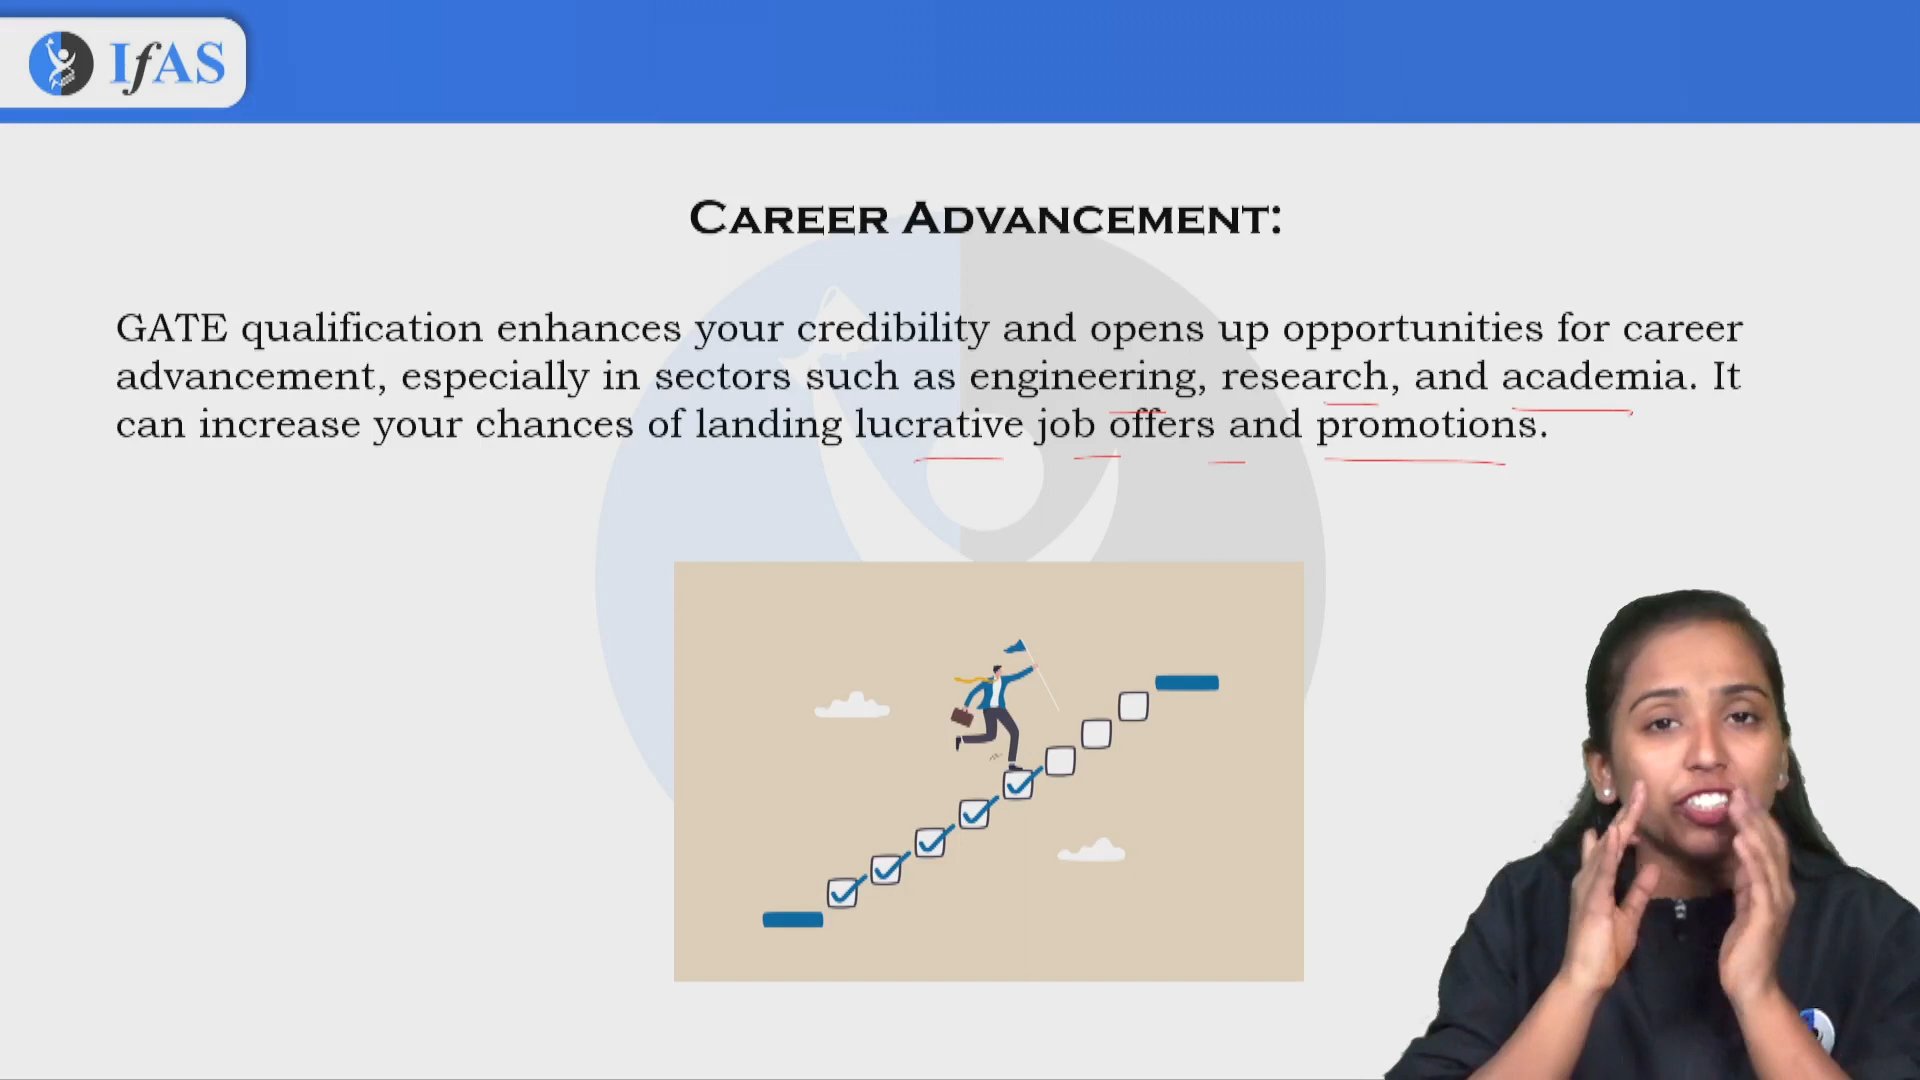 IfAS
CAREER ADVANCEMENT:
GATE qualification enhances your credibility and opens up opportunities for career
advancement, especially in sectors such as engineering, research, and academia. It
can increase your chances of landing lucrative job offers and promotions.